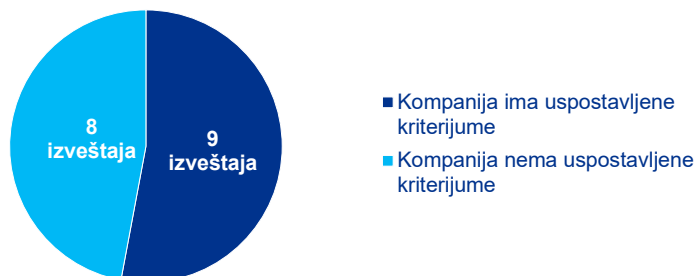 8
izveštaja
9
izveštaja
Kompanija ima uspostavljene
kriterijume
Kompanija nema uspostavljene
kriterijume